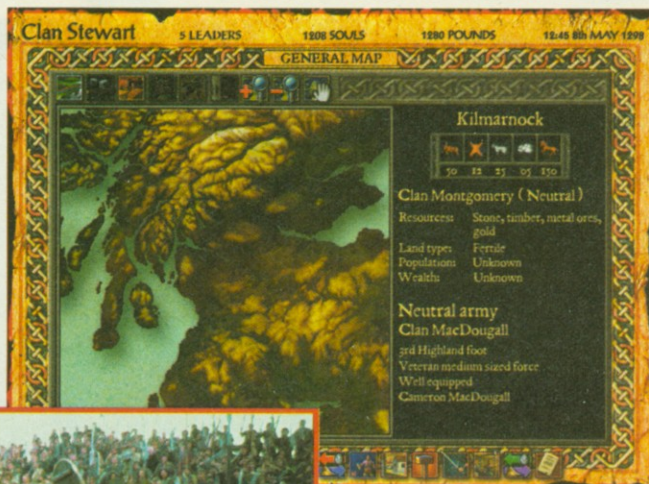 Clan Stewart 5 LEADERS 1208 SOULS 1280 POUNDS 12:45 8th MAY 1298
GENERAL MAP
Kilmarnock
50 12 25 05 150
Clan Montgomery (Neutral)
Resources: Stone, timber, metal ores,
gold
Land type: Fertile
Population: Unknown
Wealth: Unknown
Neutral army
Clan MacDougall
3rd Highland foot
Veteran medium sized force
Well equipped
Cameron MacDougall